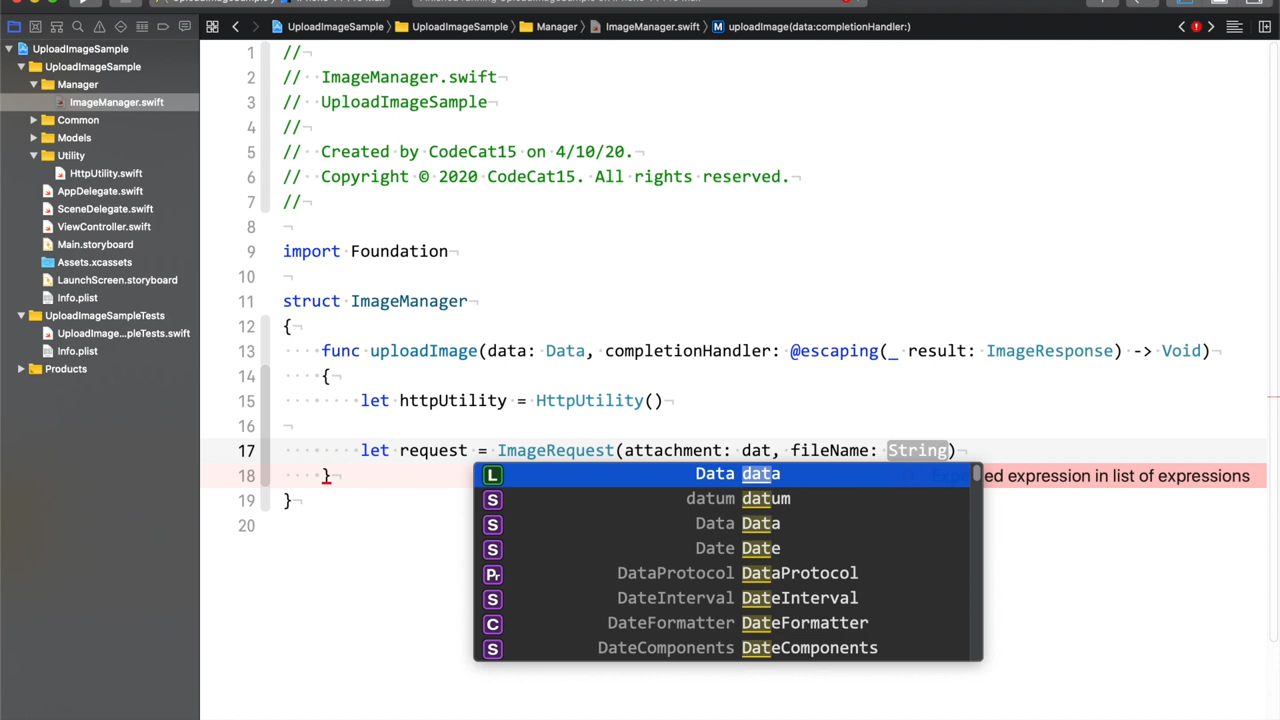 UploadImageSample
UploadImageSample
Manager
ImageManager.swift
uploadImage(data:completionHandler:)
UploadImageSample
UploadImageSample
Manager
ImageManager.swift
Common
Models
Utility
HttpUtility.swift
AppDelegate.swift
SceneDelegate.swift
ViewController.swift
Main.storyboard
Assets.xcassets
LaunchScreen.storyboard
Info.plist
UploadImageSampleTests
UploadImage...pleTests.swift
Info.plist
Products
1 //
2 // ImageManager.swift
3 // UploadImageSample
4 //
5 // Created by CodeCat15 on 4/10/20.
6 // Copyright © 2020 CodeCat15. All rights reserved.
7 //
8
9 import Foundation
10
11 struct ImageManager
12 {
13 func uploadImage(data: Data, completionHandler: @escaping(_ result: ImageResponse) -> Void)
14 {
15 let httpUtility = HttpUtility()
16
17 let request = ImageRequest(attachment: dat, fileName: String)
18 } ed expression in list of expressions
19 }
20
L Data data
S datum datum
S Data Data
S Date Date
Pr DataProtocol DataProtocol
S DateInterval DateInterval
C DateFormatter DateFormatter
S DateComponents DateComponents